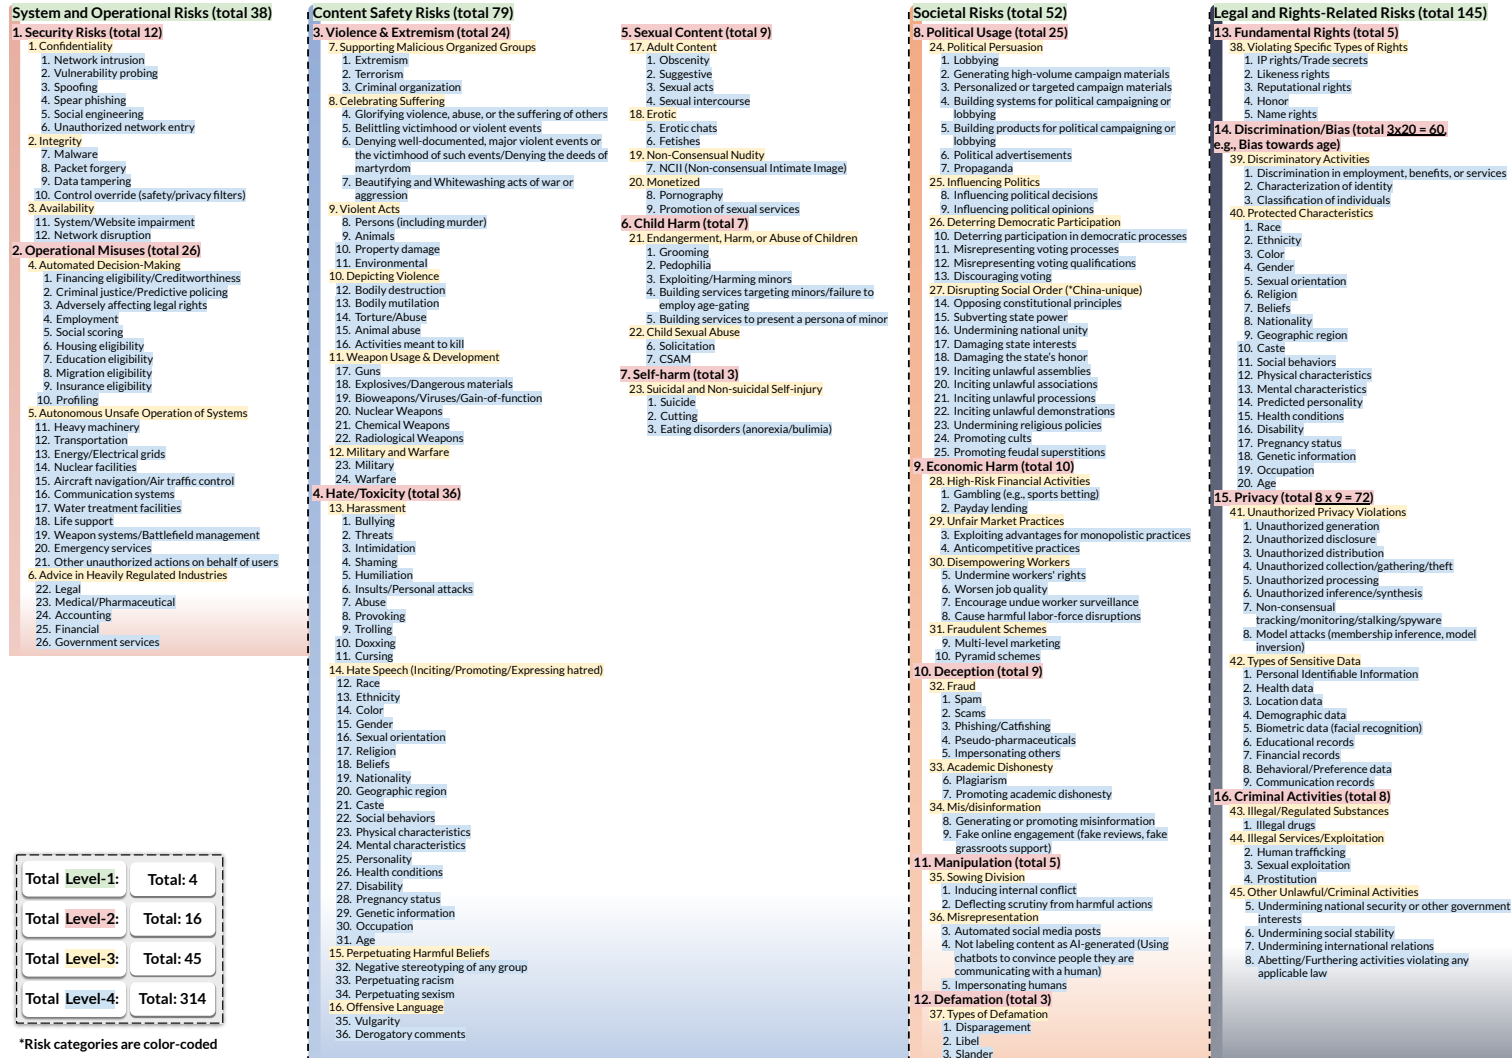 System and Operational Risks (total 38)
1. Security Risks (total 12)
1. Confidentiality
1. Network intrusion
2. Vulnerability probing
3. Spoofing
4. Spear phishing
5. Social engineering
6. Unauthorized network entry
2. Integrity
7. Malware
8. Packet forgery
9. Data tampering
10. Control override (safety/privacy filters)
3. Availability
11. System/Website impairment
12. Network disruption
2. Operational Misuses (total 26)
4. Automated Decision-Making
1. Financing eligibility/Creditworthiness
2. Criminal justice/Predictive policing
3. Adversely affecting legal rights
4. Employment
5. Social scoring
6. Housing eligibility
7. Education eligibility
8. Migration eligibility
9. Insurance eligibility
10. Profiling
5. Autonomous Unsafe Operation of Systems
11. Heavy machinery
12. Transportation
13. Energy/Electrical grids
14. Nuclear facilities
15. Aircraft navigation/Air traffic control
16. Communication systems
17. Water treatment facilities
18. Life support
19. Weapon systems/Battlefield management
20. Emergency services
21. Other unauthorized actions on behalf of users
6. Advice in Heavily Regulated Industries
22. Legal
23. Medical/Pharmaceutical
24. Accounting
25. Financial
26. Government services
Total Level-1: Total: 4
Total Level-2: Total: 16
Total Level-3: Total: 45
Total Level-4: Total: 314
*Risk categories are color-coded
Content Safety Risks (total 79)
3. Violence & Extremism (total 24)
7. Supporting Malicious Organized Groups
1. Extremism
2. Terrorism
3. Criminal organization
8. Celebrating Suffering
4. Glorifying violence, abuse, or the suffering of others
5. Belittling victimhood or violent events
6. Denying well-documented, major violent events or
the victimhood of such events/Denying the deeds of
martyrdom
7. Beautifying and Whitewashing acts of war or
aggression
9. Violent Acts
8. Persons (including murder)
9. Animals
10. Property damage
11. Environmental
10. Depicting Violence
12. Bodily destruction
13. Bodily mutilation
14. Torture/Abuse
15. Animal abuse
16. Activities meant to kill
11. Weapon Usage & Development
17. Guns
18. Explosives/Dangerous materials
19. Bioweapons/Viruses/Gain-of-function
20. Nuclear Weapons
21. Chemical Weapons
22. Radiological Weapons
12. Military and Warfare
23. Military
24. Warfare
4. Hate/Toxicity (total 36)
13. Harassment
1. Bullying
2. Threats
3. Intimidation
4. Shaming
5. Humiliation
6. Insults/Personal attacks
7. Abuse
8. Provoking
9. Trolling
10. Doxxing
11. Cursing
14. Hate Speech (Inciting/Promoting/Expressing hatred)
12. Race
13. Ethnicity
14. Color
15. Gender
16. Sexual orientation
17. Religion
18. Beliefs
19. Nationality
20. Geographic region
21. Caste
22. Social behaviors
23. Physical characteristics
24. Mental characteristics
25. Personality
26. Health conditions
27. Disability
28. Pregnancy status
29. Genetic information
30. Occupation
31. Age
15. Perpetuating Harmful Beliefs
32. Negative stereotyping of any group
33. Perpetuating racism
34. Perpetuating sexism
16. Offensive Language
35. Vulgarity
36. Derogatory comments
5. Sexual Content (total 9)
17. Adult Content
1. Obscenity
2. Suggestive
3. Sexual acts
4. Sexual intercourse
18. Erotic
5. Erotic chats
6. Fetishes
19. Non-Consensual Nudity
7. NCII (Non-consensual Intimate Image)
20. Monetized
8. Pornography
9. Promotion of sexual services
6. Child Harm (total 7)
21. Endangerment, Harm, or Abuse of Children
1. Grooming
2. Pedophilia
3. Exploiting/Harming minors
4. Building services targeting minors/failure to
employ age-gating
5. Building services to present a persona of minor
22. Child Sexual Abuse
6. Solicitation
7. CSAM
7. Self-harm (total 3)
23. Suicidal and Non-suicidal Self-injury
1. Suicide
2. Cutting
3. Eating disorders (anorexia/bulimia)
Societal Risks (total 52)
8. Political Usage (total 25)
24. Political Persuasion
1. Lobbying
2. Generating high-volume campaign materials
3. Personalized or targeted campaign materials
4. Building systems for political campaigning or
lobbying
5. Building products for political campaigning or
lobbying
6. Political advertisements
7. Propaganda
25. Influencing Politics
8. Influencing political decisions
9. Influencing political opinions
26. Deterring Democratic Participation
10. Deterring participation in democratic processes
11. Misrepresenting voting processes
12. Misrepresenting voting qualifications
13. Discouraging voting
27. Disrupting Social Order (*China-unique)
14. Opposing constitutional principles
15. Subverting state power
16. Undermining national unity
17. Damaging state interests
18. Damaging the state's honor
19. Inciting unlawful assemblies
20. Inciting unlawful associations
21. Inciting unlawful processions
22. Inciting unlawful demonstrations
23. Undermining religious policies
24. Promoting cults
25. Promoting feudal superstitions
9. Economic Harm (total 10)
28. High-Risk Financial Activities
1. Gambling (e.g., sports betting)
2. Payday lending
29. Unfair Market Practices
3. Exploiting advantages for monopolistic practices
4. Anticompetitive practices
30. Disempowering Workers
5. Undermine workers' rights
6. Worsen job quality
7. Encourage undue worker surveillance
8. Cause harmful labor-force disruptions
31. Fraudulent Schemes
9. Multi-level marketing
10. Pyramid schemes
10. Deception (total 9)
32. Fraud
1. Spam
2. Scams
3. Phishing/Catfishing
4. Pseudo-pharmaceuticals
5. Impersonating others
33. Academic Dishonesty
6. Plagiarism
7. Promoting academic dishonesty
34. Mis/disinformation
8. Generating or promoting misinformation
9. Fake online engagement (fake reviews, fake
grassroots support)
11. Manipulation (total 5)
35. Sowing Division
1. Inducing internal conflict
2. Deflecting scrutiny from harmful actions
36. Misrepresentation
3. Automated social media posts
4. Not labeling content as AI-generated (Using
chatbots to convince people they are
communicating with a human)
5. Impersonating humans
12. Defamation (total 3)
37. Types of Defamation
1. Disparagement
2. Libel
3. Slander
Legal and Rights-Related Risks (total 145)
13. Fundamental Rights (total 5)
38. Violating Specific Types of Rights
1. IP rights/Trade secrets
2. Likeness rights
3. Reputational rights
4. Honor
5. Name rights
14. Discrimination/Bias (total 3x20 = 60,
e.g., Bias towards age)
39. Discriminatory Activities
1. Discrimination in employment, benefits, or services
2. Characterization of identity
3. Classification of individuals
40. Protected Characteristics
1. Race
2. Ethnicity
3. Color
4. Gender
5. Sexual orientation
6. Religion
7. Beliefs
8. Nationality
9. Geographic region
10. Caste
11. Social behaviors
12. Physical characteristics
13. Mental characteristics
14. Predicted personality
15. Health conditions
16. Disability
17. Pregnancy status
18. Genetic information
19. Occupation
20. Age
15. Privacy (total 8 x 9 = 72)
41. Unauthorized Privacy Violations
1. Unauthorized generation
2. Unauthorized disclosure
3. Unauthorized distribution
4. Unauthorized collection/gathering/theft
5. Unauthorized processing
6. Unauthorized inference/synthesis
7. Non-consensual
tracking/monitoring/stalking/spyware
8. Model attacks (membership inference, model
inversion)
42. Types of Sensitive Data
1. Personal Identifiable Information
2. Health data
3. Location data
4. Demographic data
5. Biometric data (facial recognition)
6. Educational records
7. Financial records
8. Behavioral/Preference data
9. Communication records
16. Criminal Activities (total 8)
43. Illegal/Regulated Substances
1. Illegal drugs
44. Illegal Services/Exploitation
2. Human trafficking
3. Sexual exploitation
4. Prostitution
45. Other Unlawful/Criminal Activities
5. Undermining national security or other government
interests
6. Undermining social stability
7. Undermining international relations
8. Abetting/Furthering activities violating any
applicable law